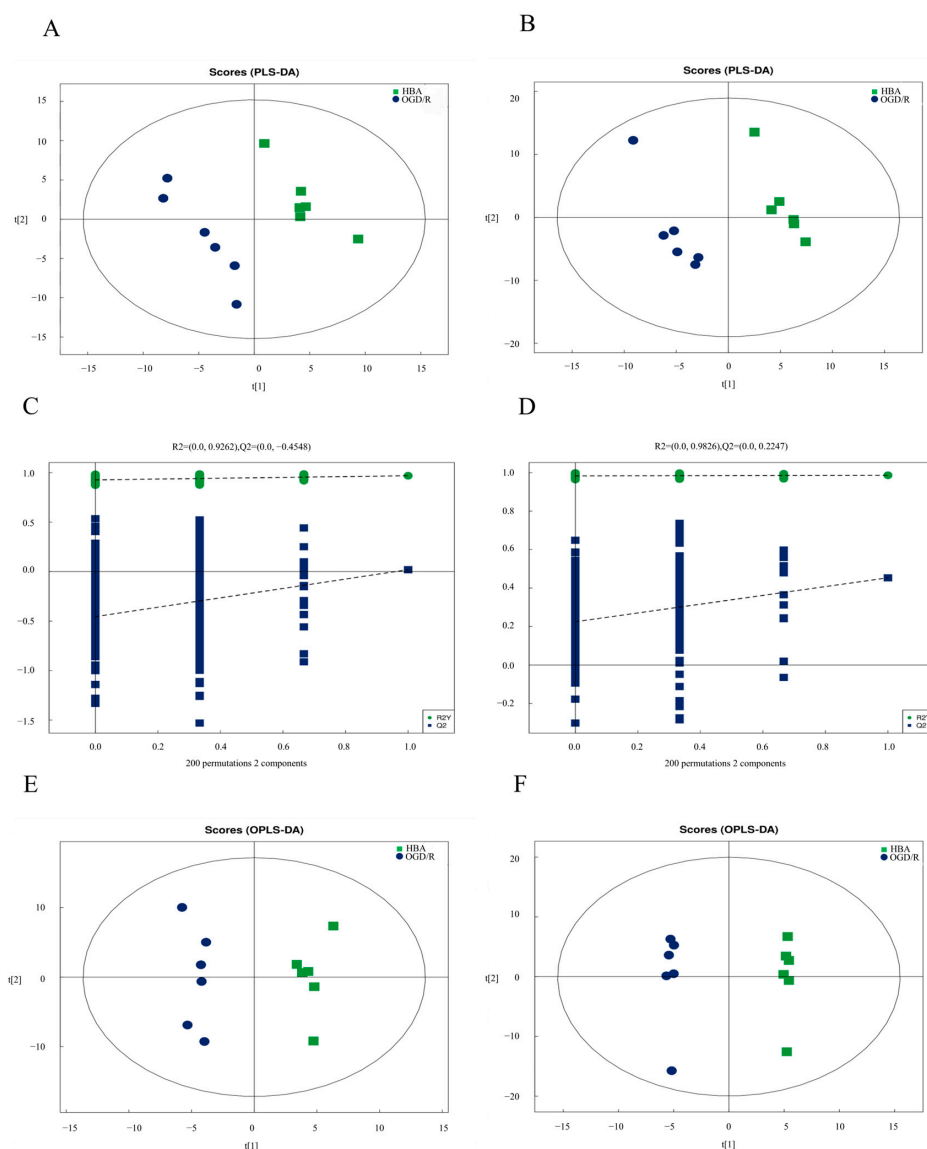 A
Scores (PLS-DA)
HBA
OGD/R
15
10
5
t[2]
0
−5
−10
−15
−15
−10
−5
0
5
10
15
t[1]
B
Scores (PLS-DA)
HBA
OGD/R
20
10
t[2]
0
−10
−20
−15
−10
−5
0
5
10
15
t[1]
C
R2=(0.0, 0.9262),Q2=(0.0, −0.4548)
1.0
0.5
0.0
−0.5
−1.0
−1.5
R2Y
Q2
0.0
0.2
0.4
0.6
0.8
1.0
200 permutations 2 components
D
R2=(0.0, 0.9826),Q2=(0.0, 0.2247)
1.0
0.8
0.6
0.4
0.2
0.0
−0.2
R2Y
Q2
0.0
0.2
0.4
0.6
0.8
1.0
200 permutations 2 components
E
Scores (OPLS-DA)
HBA
OGD/R
10
t[2]
0
−10
−15
−10
−5
0
5
10
15
t[1]
F
Scores (OPLS-DA)
HBA
OGD/R
20
10
t[2]
0
−10
−20
−15
−10
−5
0
5
10
15
t[1]